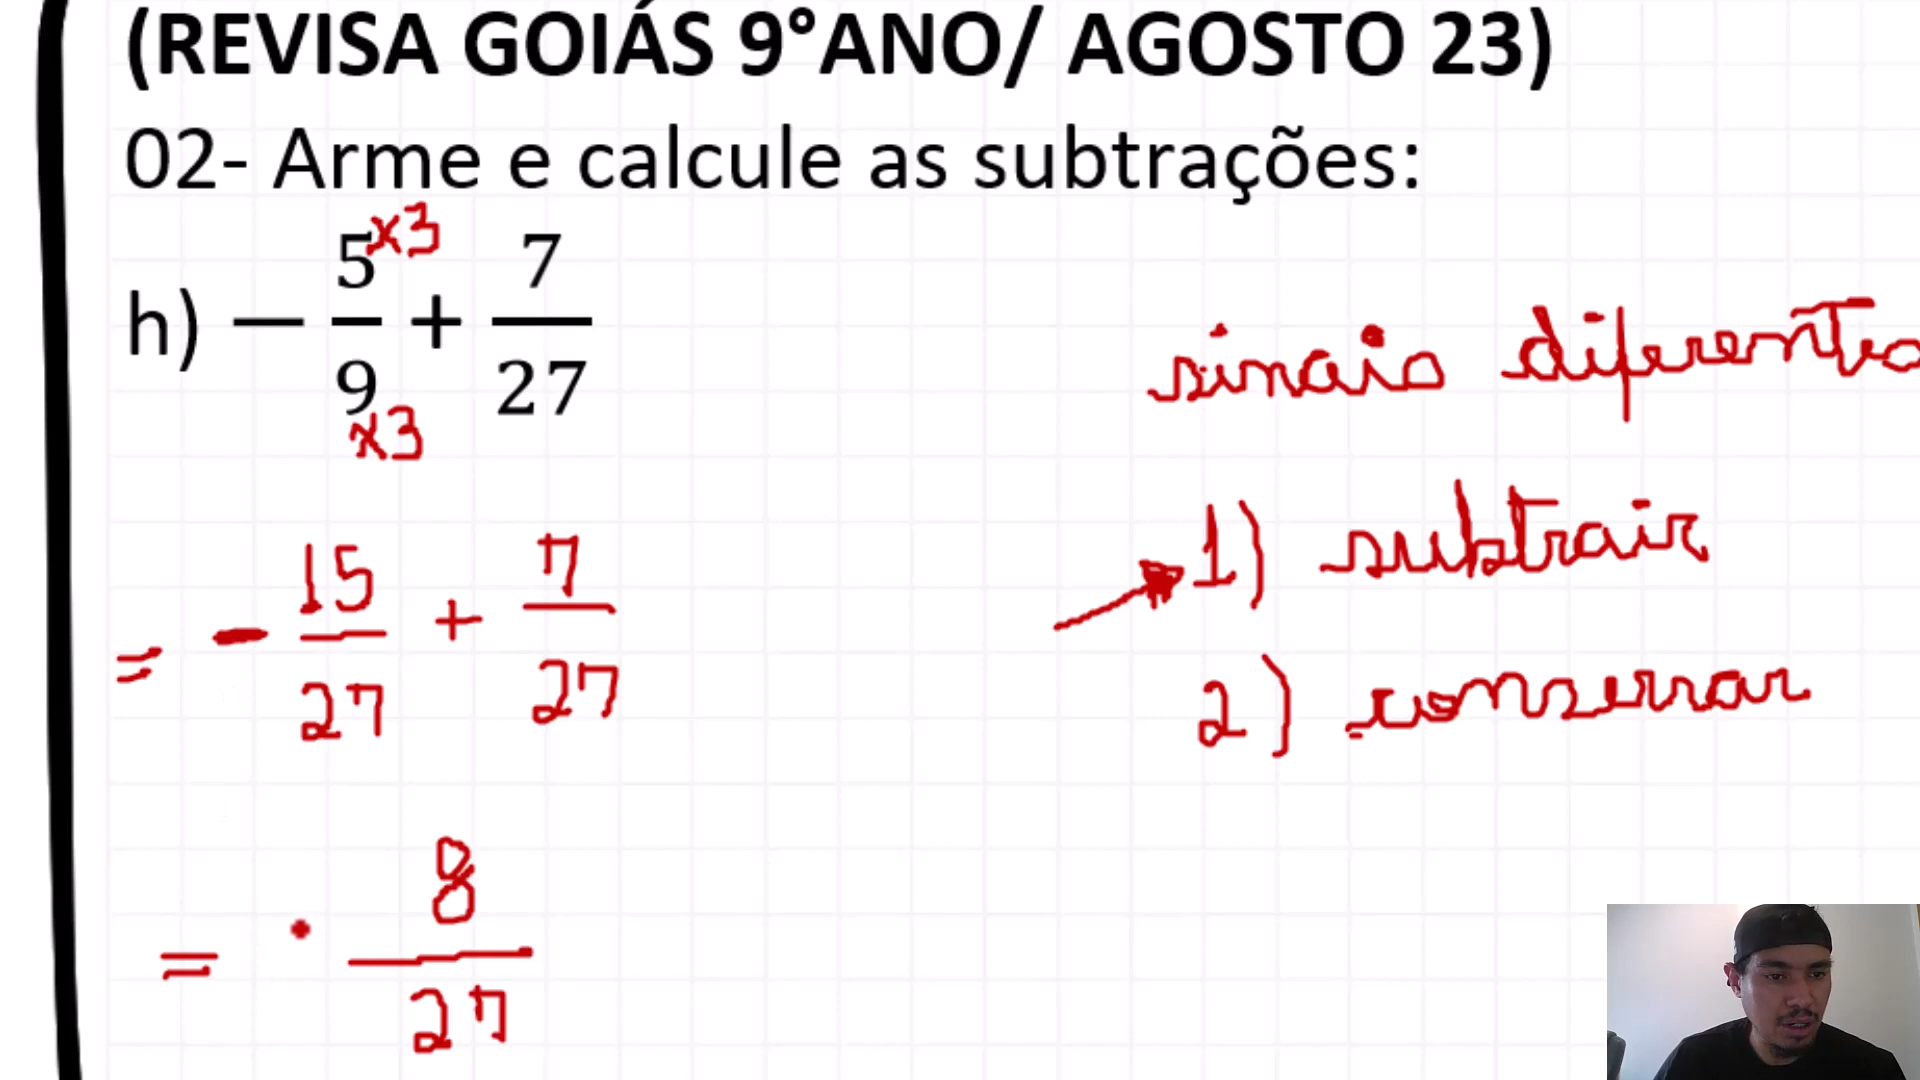 (REVISA GOIÁS 9°ANO/ AGOSTO 23)
02- Arme e calcule as subtrações:
h) − 5/9 + 7/27
x3
x3
= - 15/27 + 7/27
= · 8/27
sinais diferentes
1) subtrair
2) conservar